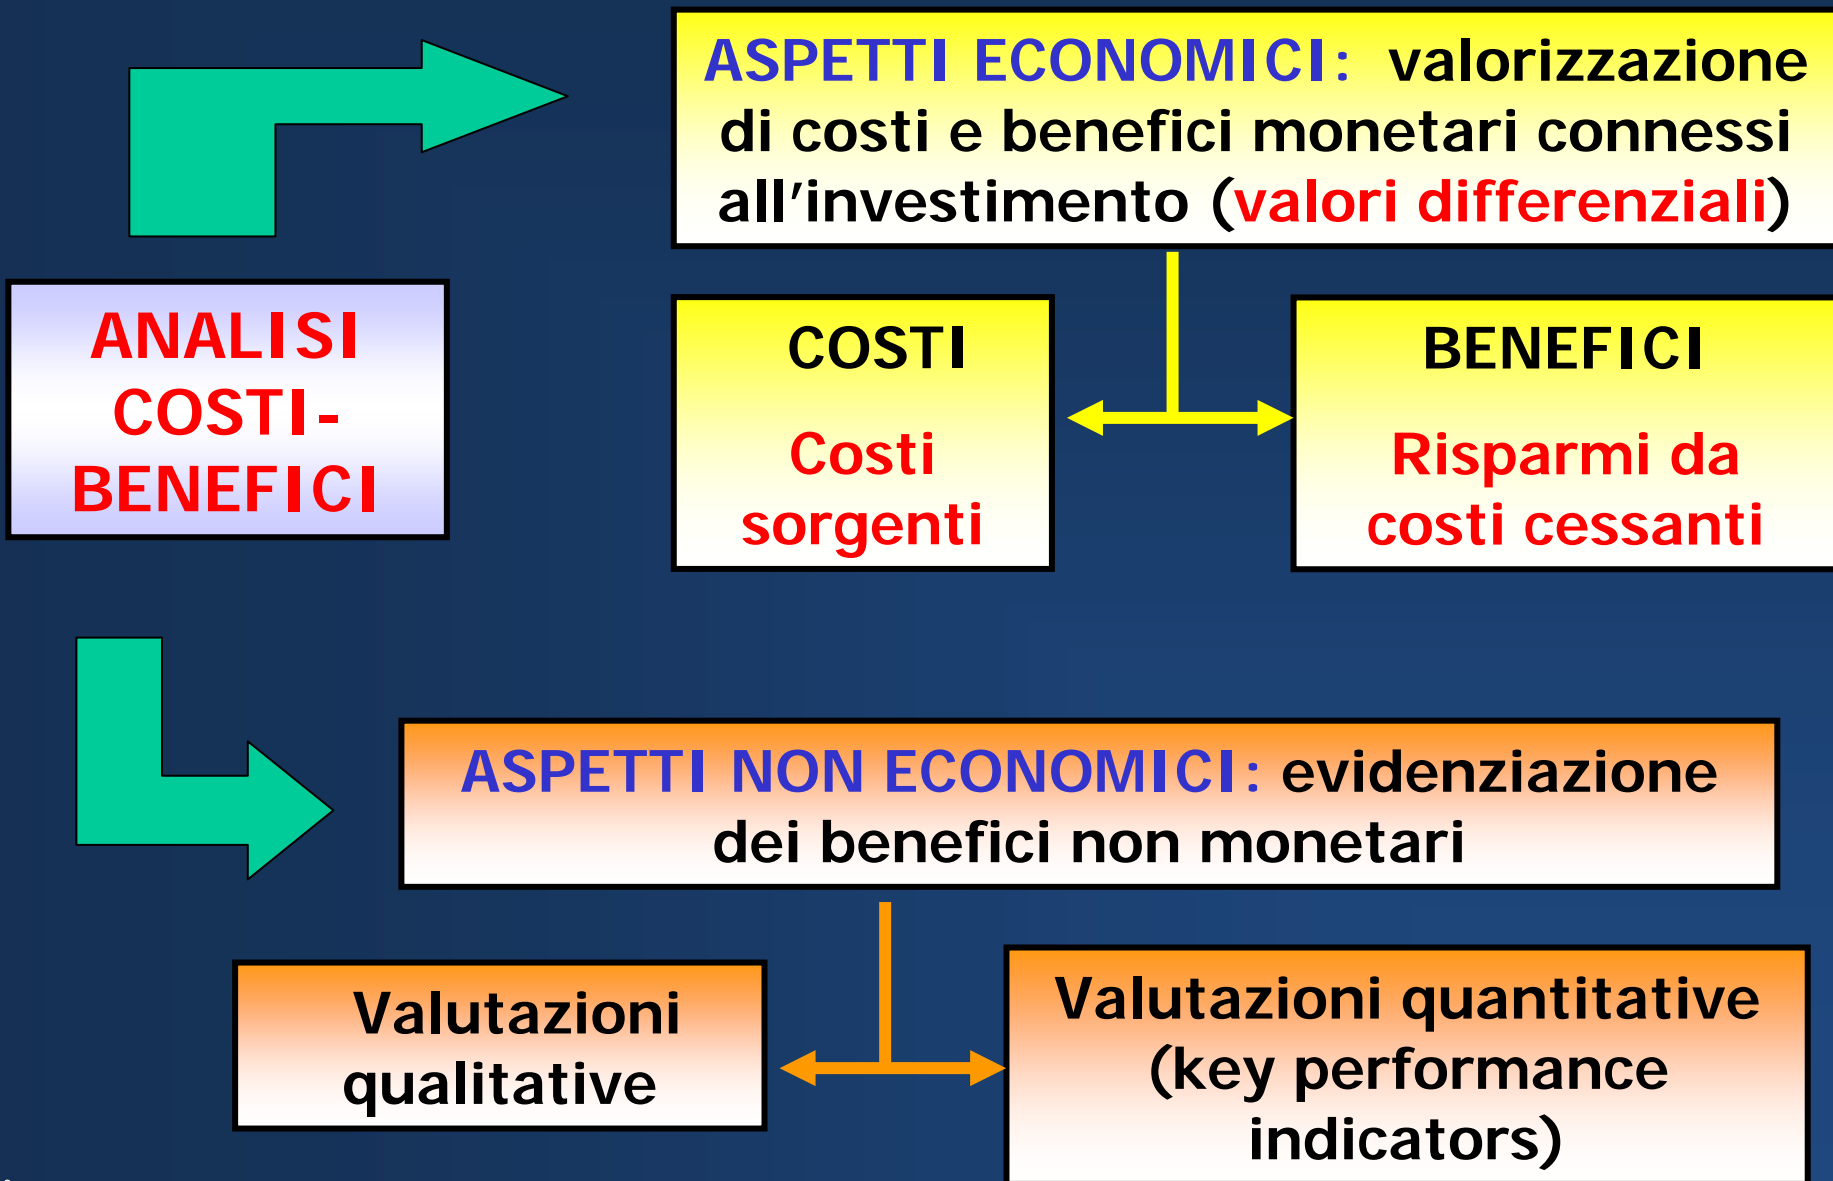 ASPETTI ECONOMICI: valorizzazione
di costi e benefici monetari connessi
all'investimento (valori differenziali)
ANALISI
COSTI-
BENEFICI
COSTI
Costi
sorgenti
BENEFICI
Risparmi da
costi cessanti
ASPETTI NON ECONOMICI: evidenziazione
dei benefici non monetari
Valutazioni
qualitative
Valutazioni quantitative
(key performance
indicators)